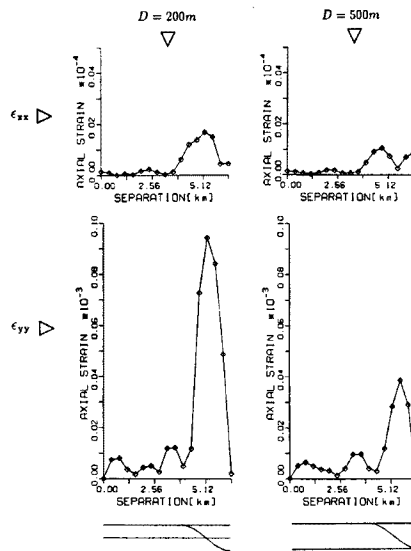 D = 200m
D = 500m
ϵxx
AXIAL STRAIN *10⁻⁴
0.00 0.02 0.04
0.00 2.56 5.12
SEPARATION[km]
AXIAL STRAIN *10⁻⁴
0.00 0.02 0.04
0.00 2.56 5.12
SEPARATION[km]
ϵyy
AXIAL STRAIN *10⁻³
0.00 0.02 0.04 0.06 0.08 0.10
0.00 2.56 5.12
SEPARATION[km]
AXIAL STRAIN *10⁻³
0.00 0.02 0.04 0.06 0.08 0.10
0.00 2.56 5.12
SEPARATION[km]